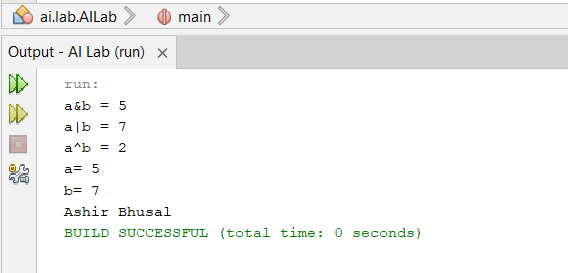 ai.lab.AILab main
Output - AI Lab (run) ×
run:
a&b = 5
a|b = 7
a^b = 2
a= 5
b= 7
Ashir Bhusal
BUILD SUCCESSFUL (total time: 0 seconds)